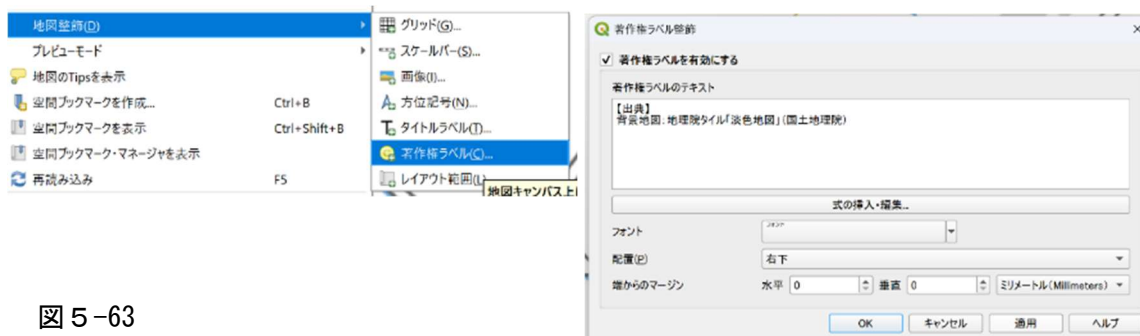 地図整飾(D)
プレビューモード
地図のTipsを表示
空間ブックマークを作成... Ctrl+B
空間ブックマークを表示 Ctrl+Shift+B
空間ブックマーク・マネージャを表示
再読み込み F5
グリッド(G)...
スケールバー(S)...
画像(I)...
方位記号(N)...
タイトルラベル(T)...
著作権ラベル(C)...
レイアウト範囲(L)
地図キャンバス上
著作権ラベル整飾
著作権ラベルを有効にする
著作権ラベルのテキスト
【出典】
背景地図:地理院タイル「淡色地図」(国土地理院)
式の挿入・編集...
フォント フォント
配置(P) 右下
端からのマージン 水平 0 垂直 0 ミリメートル(Millimeters)
OK キャンセル 適用 ヘルプ
図5-63